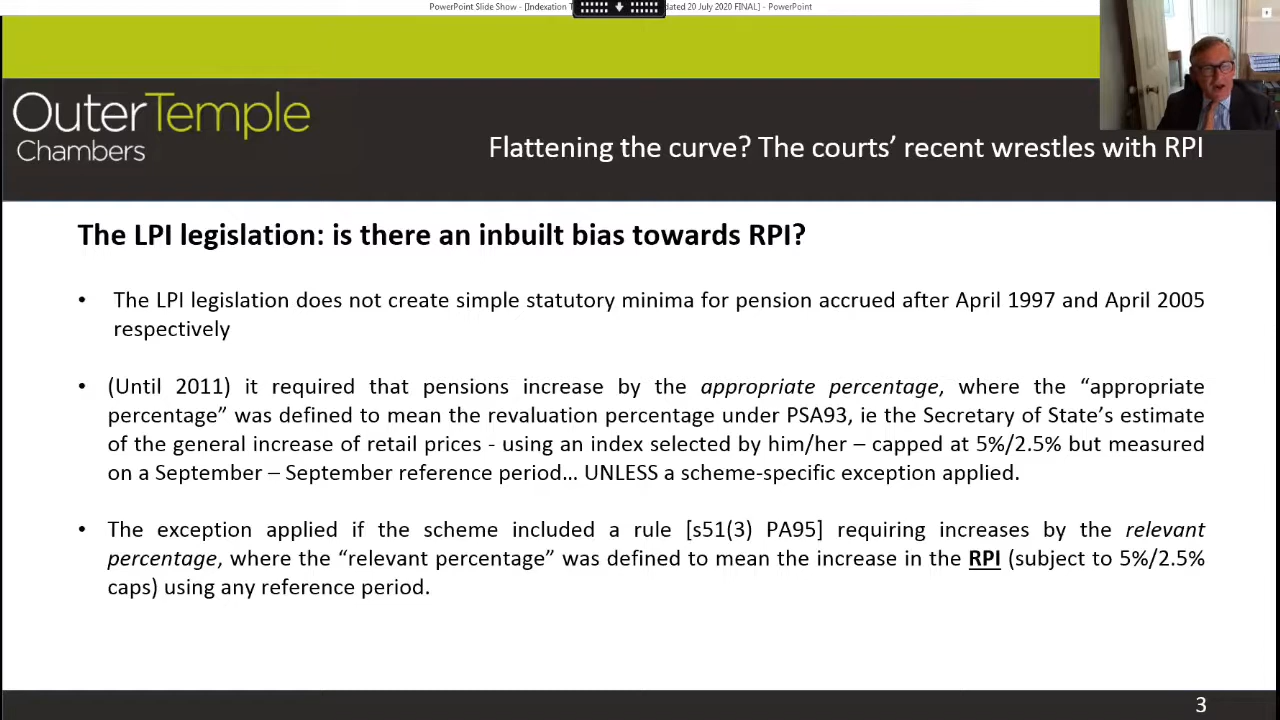 PowerPoint Slide Show - [Indexation T
dated 20 July 2020 FINAL] - PowerPoint
OuterTemple
Chambers
Flattening the curve? The courts’ recent wrestles with RPI
The LPI legislation: is there an inbuilt bias towards RPI?
• The LPI legislation does not create simple statutory minima for pension accrued after April 1997 and April 2005
respectively
• (Until 2011) it required that pensions increase by the appropriate percentage, where the “appropriate
percentage” was defined to mean the revaluation percentage under PSA93, ie the Secretary of State’s estimate
of the general increase of retail prices - using an index selected by him/her – capped at 5%/2.5% but measured
on a September – September reference period… UNLESS a scheme-specific exception applied.
• The exception applied if the scheme included a rule [s51(3) PA95] requiring increases by the relevant
percentage, where the “relevant percentage” was defined to mean the increase in the RPI (subject to 5%/2.5%
caps) using any reference period.
3